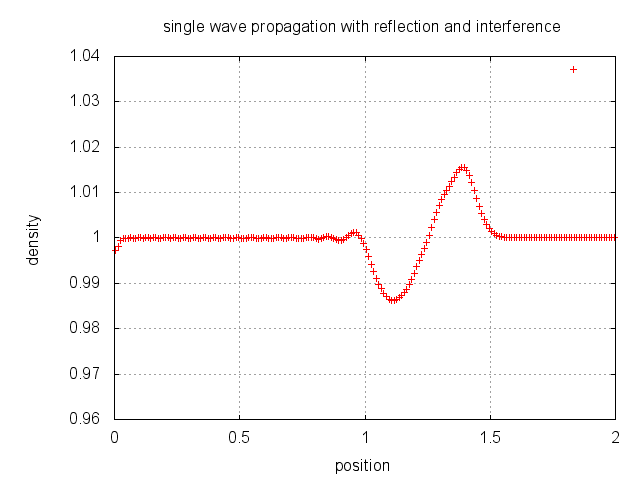 single wave propagation with reflection and interference
1.04
1.03
1.02
1.01
1
0.99
0.98
0.97
0.96
density
0 0.5 1 1.5 2
position